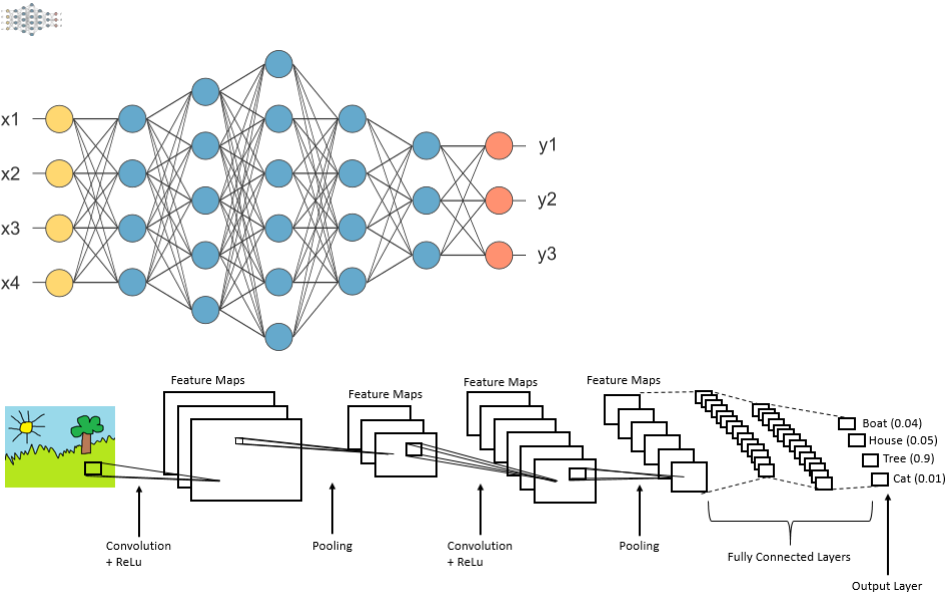 x1
x2
x3
x4
y1
y2
y3
Feature Maps
Feature Maps
Feature Maps
Feature Maps
Boat (0.04)
House (0.05)
Tree (0.9)
Cat (0.01)
Convolution
+ ReLu
Pooling
Convolution
+ ReLu
Pooling
Fully Connected Layers
Output Layer